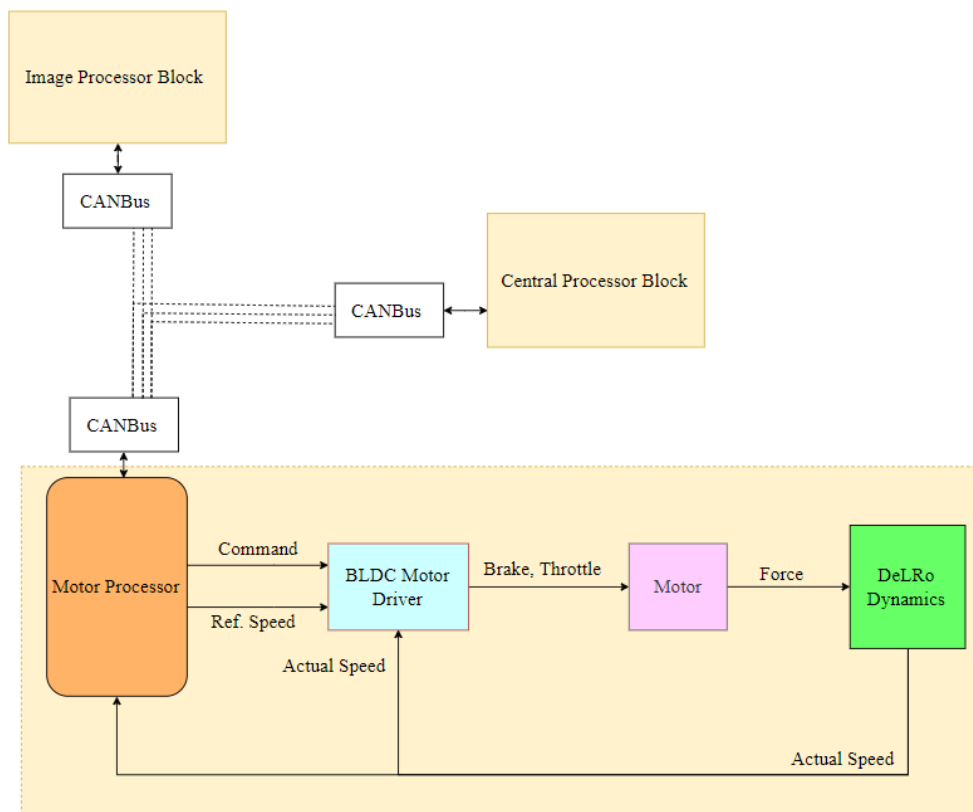 Image Processor Block
CANBus
Central Processor Block
CANBus
CANBus
Motor Processor
Command
Ref. Speed
BLDC Motor
Driver
Actual Speed
Brake, Throttle
Motor
Force
DeLRo
Dynamics
Actual Speed